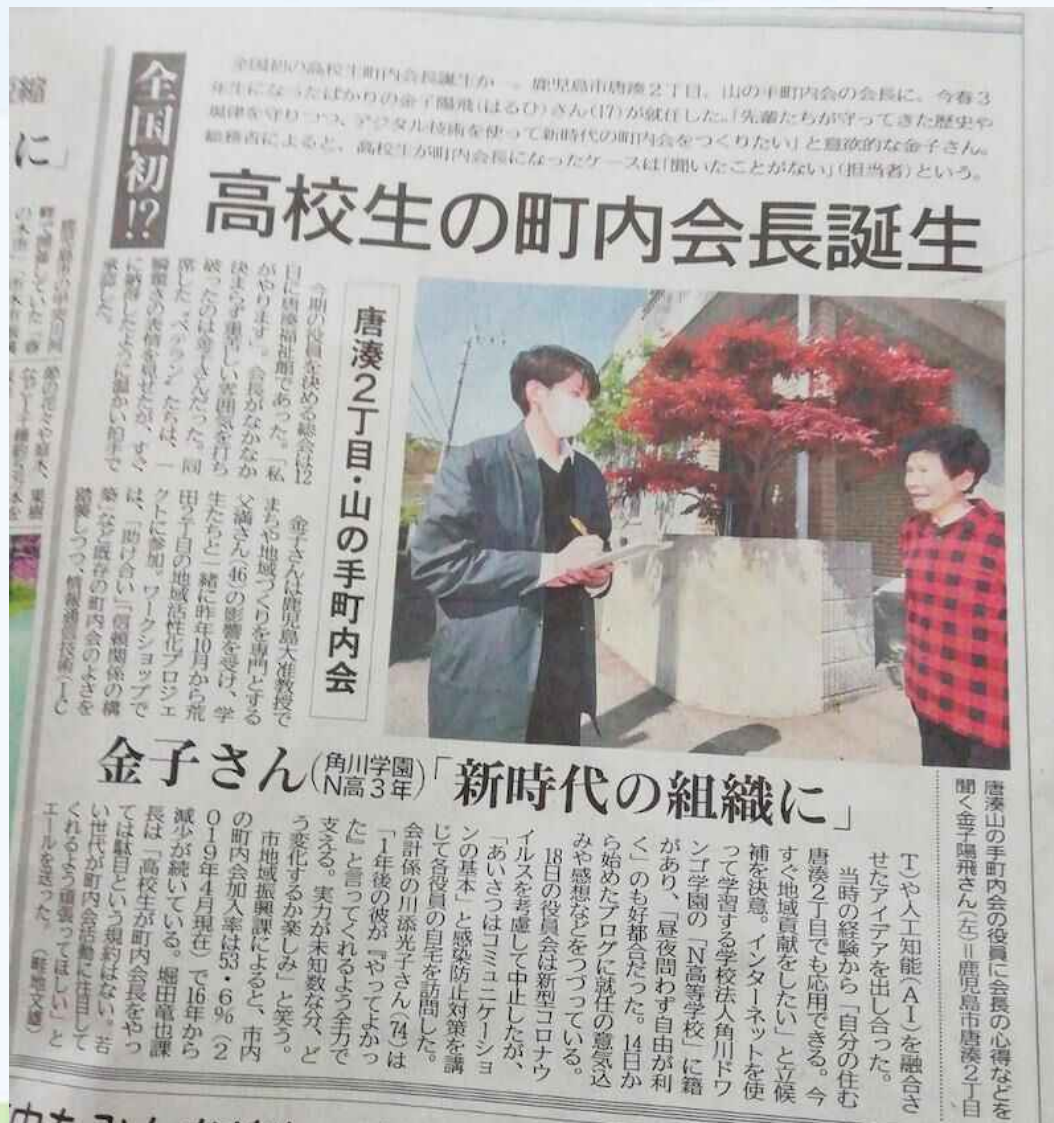 全国初!?
全国初の高校生町内会長誕生か―。鹿児島市唐湊2丁目、山の手町内会の会長に、今春3
年生になったばかりの金子陽飛(はるひ)さん(17)が就任した。「先輩たちが守ってきた歴史や
規律を守りつつ、デジタル技術を使って新時代の町内会をつくりたい」と意欲的な金子さん。
総務省によると、高校生が町内会長になったケースは「聞いたことがない」(担当者)という。
高校生の町内会長誕生
唐湊2丁目・山の手町内会
今期の役員を決める総会は12
日に唐湊福祉館であった。「私
がやります」。会長がなかなか
決まらず重苦しい雰囲気を打ち
破ったのは金子さんだった。同
席した"ベテラン"たちは、一
瞬驚きの表情を見せたが、すぐ
に納得したように温かい拍手で
承認した。
金子さんは鹿児島大准教授で
まちや地域づくりを専門とする
父満さん(46)の影響を受け、学
生たちと一緒に昨年10月から荒
田2丁目の地域活性化プロジェ
クトに参加。ワークショップで
は、「助け合い」「信頼関係の構
築」など既存の町内会のよさを
踏襲しつつ、情報通信技術(IC
唐湊山の手町内会の役員に会長の心得などを
聞く金子陽飛さん(左)=鹿児島市唐湊2丁目
金子さん(角川学園N高3年)「新時代の組織に」
T)や人工知能(AI)を融合さ
せたアイデアを出し合った。
当時の経験から「自分の住む
唐湊2丁目でも応用できる。今
すぐ地域貢献をしたい」と立候
補を決意。インターネットを使
って学習する学校法人角川ドワ
ンゴ学園の「N高等学校」に籍
があり、「昼夜問わず自由が利
く」のも好都合だった。14日か
ら始めたブログに就任の意気込
みや感想などをつづっている。
18日の役員会は新型コロナウ
イルスを考慮して中止したが、
「あいさつはコミュニケーショ
ンの基本」と感染防止対策を講
じて各役員の自宅を訪問した。
会計係の川添光子さん(74)は
「1年後の彼が『やってよかっ
た』と言ってくれるよう全力で
支える。実力が未知数な分、ど
う変化するか楽しみ」と笑う。
市地域振興課によると、市内
の町内会加入率は53・6%(2
019年4月現在)で16年から
減少が続いている。堀田竜也課
長は「高校生が町内会長をやっ
ては駄目という規約はない。若
い世代が町内会活動に注目して
くれるよう頑張ってほしい」と
エールを送った。(畦地文雄)